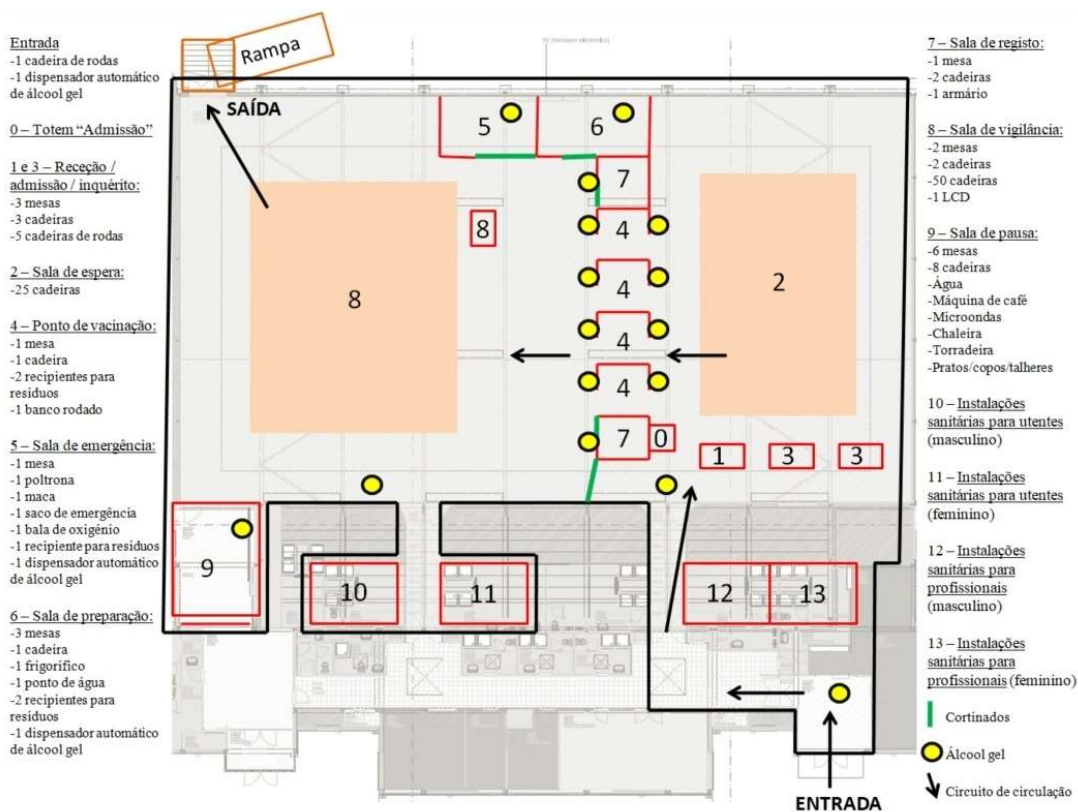 Entrada
-1 cadeira de rodas
-1 dispensador automático
de álcool gel
0 – Totem “Admissão”
1 e 3 – Receção /
admissão / inquérito:
-3 mesas
-3 cadeiras
-5 cadeiras de rodas
2 – Sala de espera:
-25 cadeiras
4 – Ponto de vacinação:
-1 mesa
-1 cadeira
-2 recipientes para
resíduos
-1 banco rodado
5 – Sala de emergência:
-1 mesa
-1 poltrona
-1 maca
-1 saco de emergência
-1 bala de oxigénio
-1 recipiente para resíduos
-1 dispensador automático
de álcool gel
6 – Sala de preparação:
-3 mesas
-1 cadeira
-1 frigorífico
-1 ponto de água
-2 recipientes para
resíduos
-1 dispensador automático
de álcool gel
Rampa
SAÍDA
5
6
7
8
4
8
4
2
4
4
7
0
1
3
3
9
10
11
12
13
ENTRADA
7 – Sala de registo:
-1 mesa
-2 cadeiras
-1 armário
8 – Sala de vigilância:
-2 mesas
-2 cadeiras
-50 cadeiras
-1 LCD
9 – Sala de pausa:
-6 mesas
-8 cadeiras
-Água
-Máquina de café
-Microondas
-Chaleira
-Torradeira
-Pratos/copos/talheres
10 – Instalações
sanitárias para utentes
(masculino)
11 – Instalações
sanitárias para utentes
(feminino)
12 – Instalações
sanitárias para
profissionais
(masculino)
13 – Instalações
sanitárias para
profissionais (feminino)
Cortinados
Álcool gel
Circuito de circulação